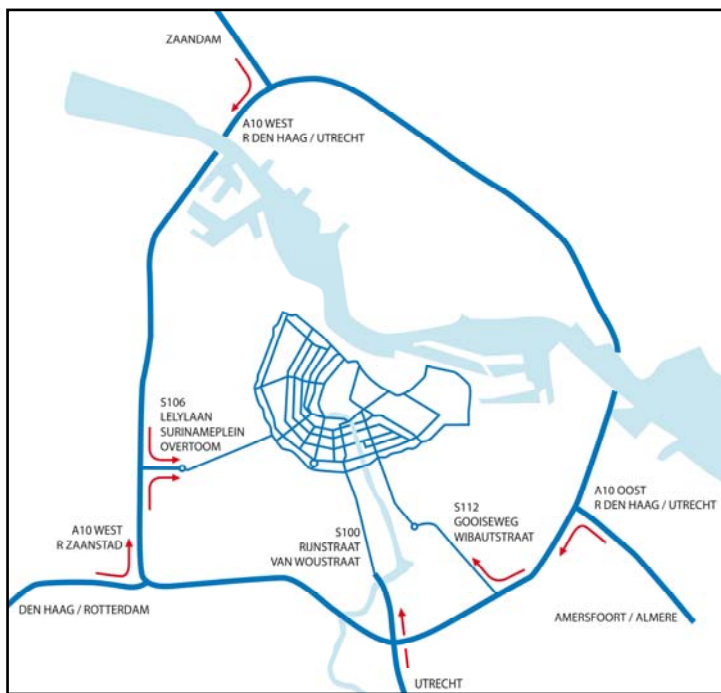 ZAANDAM
A10 WEST
R DEN HAAG / UTRECHT
S106
LELYLAAN
SURINAMEPLEIN
OVERTOOM
A10 OOST
R DEN HAAG / UTRECHT
S112
GOOISEWEG
WIBAUTSTRAAT
A10 WEST
R ZAANSTAD
S100
RIJNSTRAAT
VAN WOUSTRAAT
DEN HAAG / ROTTERDAM
AMERSFOORT / ALMERE
UTRECHT